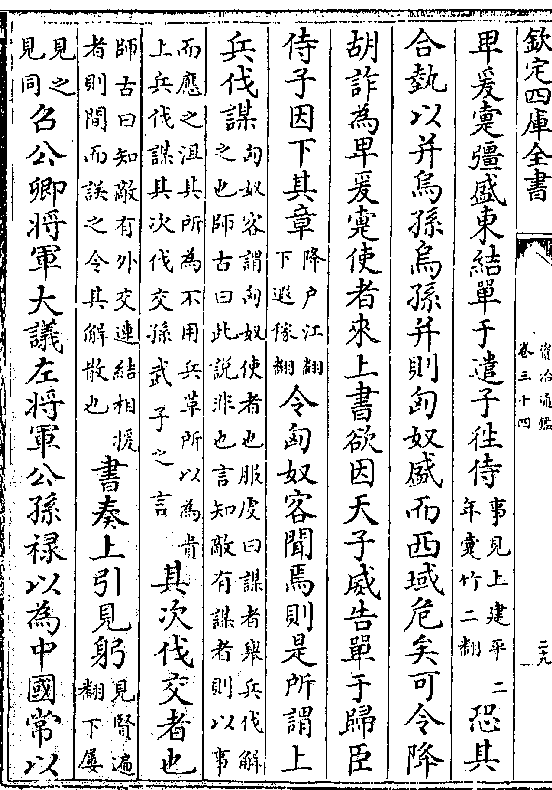 欽定四庫全書
資治通鑑
卷三十四
二九
卑爰疐彊盛東結單于遣子往侍事見上建平二年疐竹二翻恐其
合埶以并烏孫烏孫并則匈奴盛而西域危矣可令降
胡詐為卑爰疐使者來上書欲因天子威告單于歸臣
侍子因下其章降户江翻下遐稼翻令匈奴客聞焉則是所謂上
兵伐謀匈奴客謂匈奴使者也服虔曰謀者舉兵伐解之也師古曰此説非也言知敵有謀者則以事
而應之沮其所為不用兵革所以為貴上兵伐謀其次伐交孫武子之言其次伐交者也
師古曰知敵有外交連結相援者則間而誤之令其解散也書奏上引見躬見賢遍翻下屢
見之見同召公卿將軍大議左將軍公孫禄以為中國常以